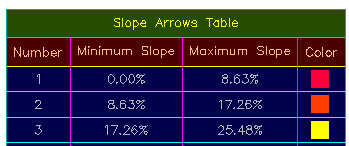 Slope Arrows Table
Number Minimum Slope Maximum Slope Color
1 0.00% 8.63%
2 8.63% 17.26%
3 17.26% 25.48%